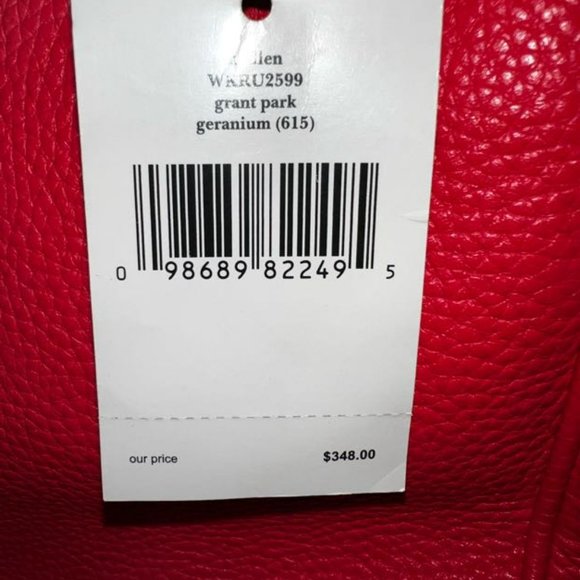 WKRU2599
grant park
geranium (615)
0 98689 82249 5
our price $348.00